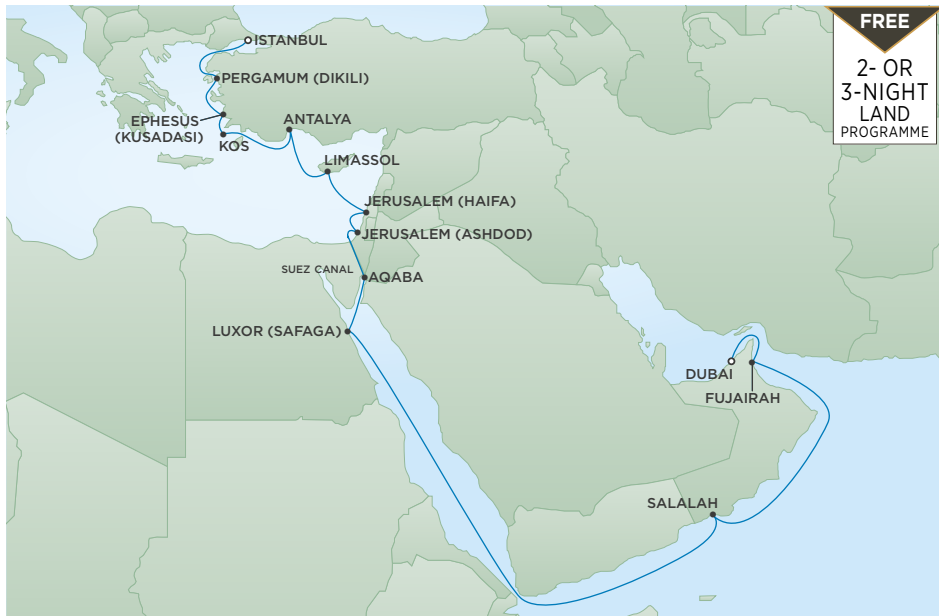 FREE
2- OR
3-NIGHT
LAND
PROGRAMME
ISTANBUL
PERGAMUM (DIKILI)
EPHESUS
(KUSADASI)
KOS
ANTALYA
LIMASSOL
JERUSALEM (HAIFA)
JERUSALEM (ASHDOD)
SUEZ CANAL
AQABA
LUXOR (SAFAGA)
DUBAI
FUJAIRAH
SALALAH